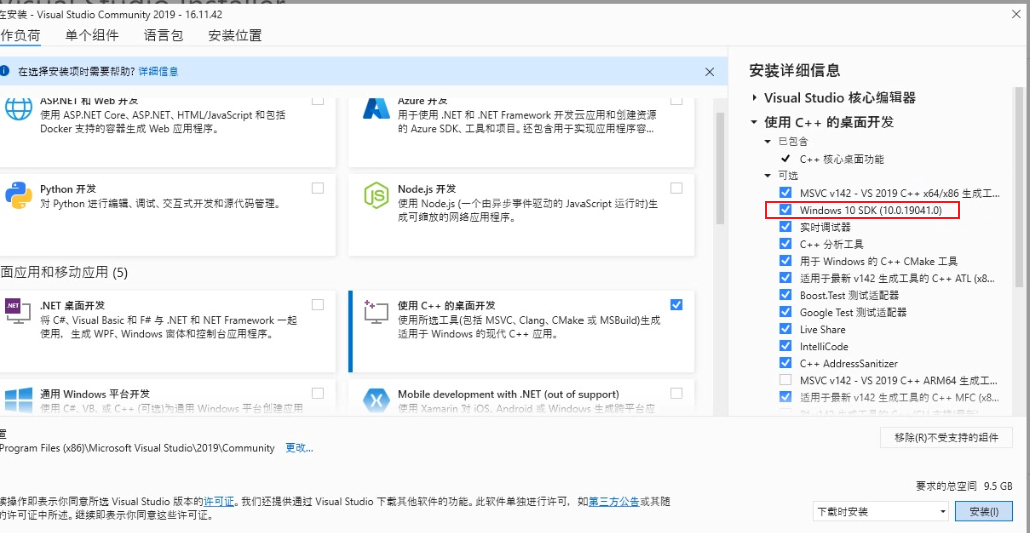 在安装 - Visual Studio Community 2019 - 16.11.42
作负荷 单个组件 语言包 安装位置
在选择安装项时需要帮助? 详细信息
ASP.NET 和 Web 开发
使用 ASP.NET Core、ASP.NET、HTML/JavaScript 和包括
Docker 支持的容器生成 Web 应用程序。
Azure 开发
用于使用 .NET 和 .NET Framework 开发云应用和创建资源
的 Azure SDK、工具和项目。还包含用于实现应用程序容...
Python 开发
对 Python 进行编辑、调试、交互式开发和源代码管理。
Node.js 开发
使用 Node.js (一个由异步事件驱动的 JavaScript 运行时)生
成可缩放的网络应用程序。
面应用和移动应用 (5)
.NET 桌面开发
将 C#、Visual Basic 和 F# 与 .NET 和 .NET Framework 一起
使用，生成 WPF、Windows 窗体和控制台应用程序。
使用 C++ 的桌面开发
使用所选工具(包括 MSVC、Clang、CMake 或 MSBuild)生成
适用于 Windows 的现代 C++ 应用。
通用 Windows 平台开发
使用 C#、VB、或 C++ (可选)为通用 Windows 平台创建应用
Mobile development with .NET (out of support)
使用 Xamarin 对 iOS、Android 或 Windows 生成跨平台应
安装详细信息
Visual Studio 核心编辑器
使用 C++ 的桌面开发
已包含
C++ 核心桌面功能
可选
MSVC v142 - VS 2019 C++ x64/x86 生成工...
Windows 10 SDK (10.0.19041.0)
实时调试器
C++ 分析工具
用于 Windows 的 C++ CMake 工具
适用于最新 v142 生成工具的 C++ ATL (x8...
Boost.Test 测试适配器
Google Test 测试适配器
Live Share
IntelliCode
C++ AddressSanitizer
MSVC v142 - VS 2019 C++ ARM64 生成工...
适用于最新 v142 生成工具的 C++ MFC (x8...
置
Program Files (x86)\Microsoft Visual Studio\2019\Community 更改...
移除(R)不受支持的组件
要求的总空间 9.5 GB
续操作即表示你同意所选 Visual Studio 版本的许可证。我们还提供通过 Visual Studio 下载其他软件的功能。此软件单独进行许可，如第三方公告或其随
的许可证中所述。继续即表示你同意这些许可证。
下载时安装 安装(I)